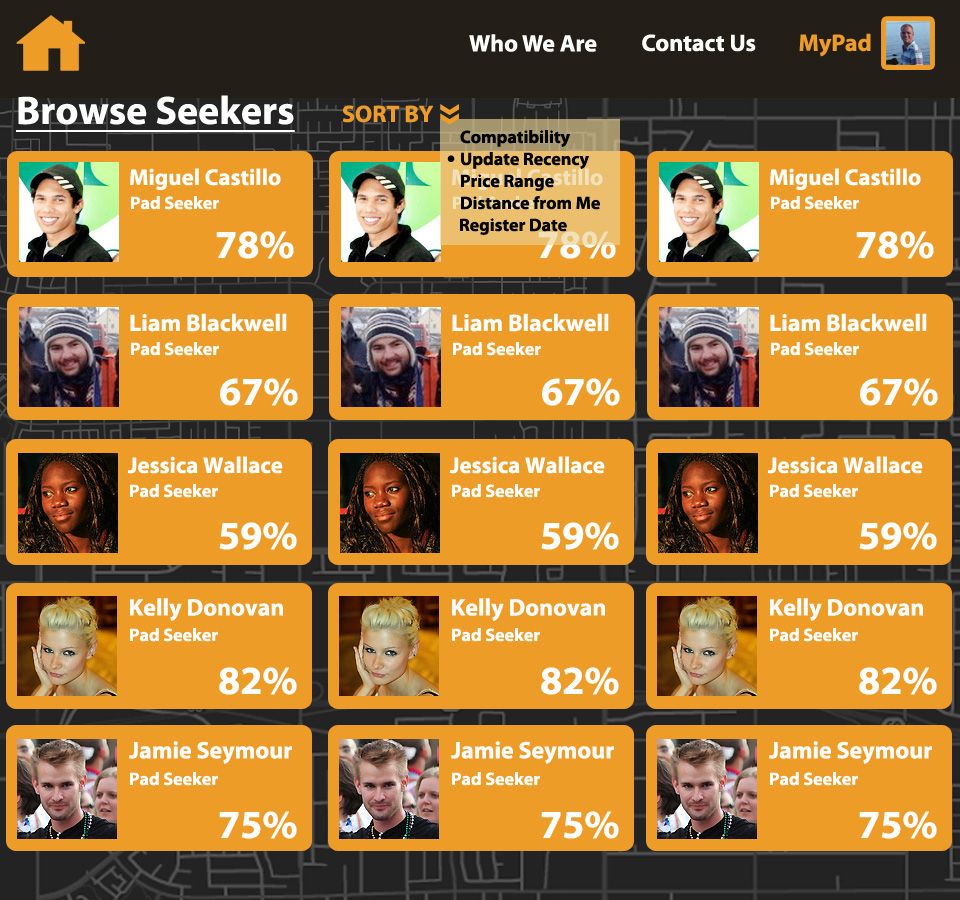 Who We Are
Contact Us
MyPad
Browse Seekers
SORT BY
Compatibility
• Update Recency
Price Range
Distance from Me
Register Date
Miguel Castillo
Pad Seeker
78%
Miguel Castillo
Pad Seeker
78%
Miguel Castillo
Pad Seeker
78%
Liam Blackwell
Pad Seeker
67%
Liam Blackwell
Pad Seeker
67%
Liam Blackwell
Pad Seeker
67%
Jessica Wallace
Pad Seeker
59%
Jessica Wallace
Pad Seeker
59%
Jessica Wallace
Pad Seeker
59%
Kelly Donovan
Pad Seeker
82%
Kelly Donovan
Pad Seeker
82%
Kelly Donovan
Pad Seeker
82%
Jamie Seymour
Pad Seeker
75%
Jamie Seymour
Pad Seeker
75%
Jamie Seymour
Pad Seeker
75%